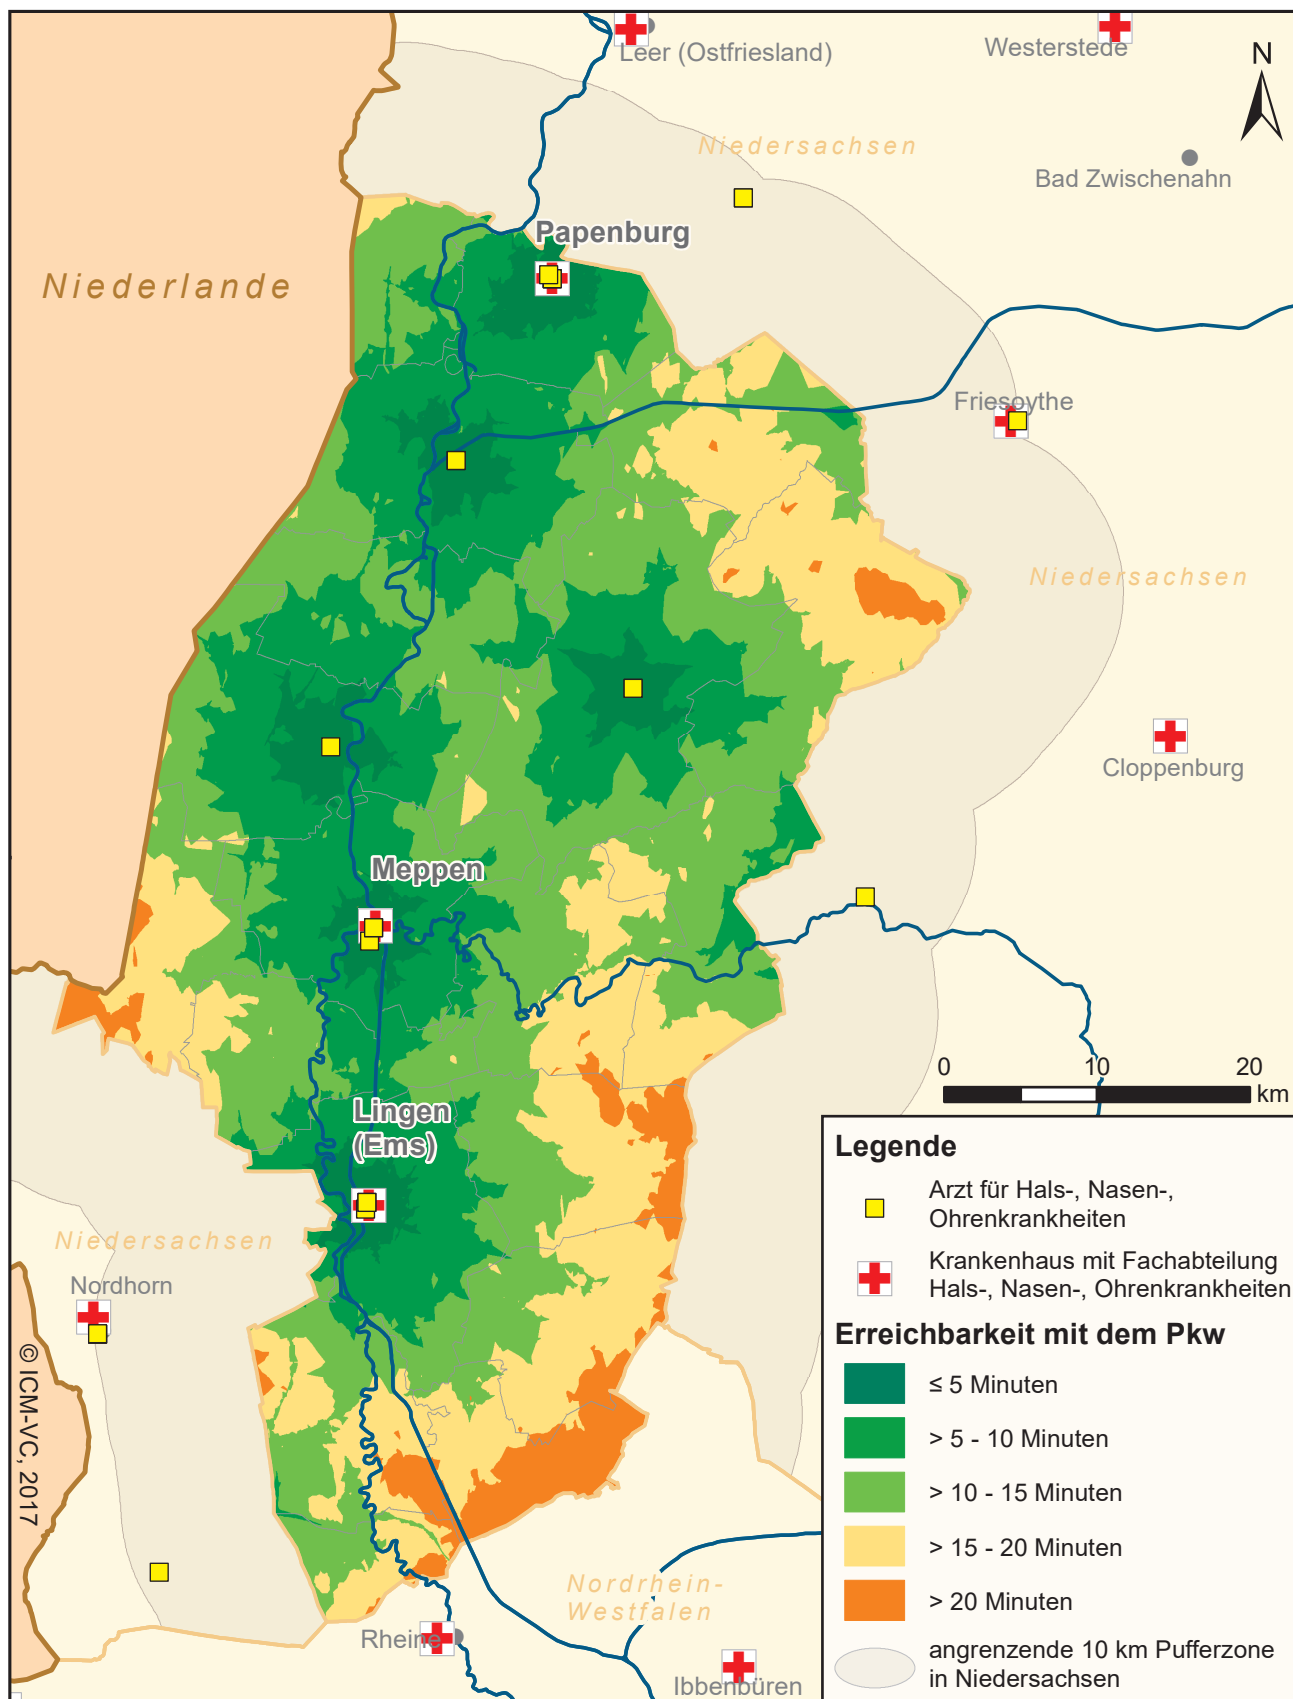 Leer (Ostfriesland)
Westerstede
N
Niedersachsen
Bad Zwischenahn
Papenburg
Niederlande
Friesoythe
Niedersachsen
Cloppenburg
Meppen
0 10 20
km
Lingen
(Ems)
Niedersachsen
Nordhorn
© ICM-VC, 2017
Nordrhein-
Westfalen
Rheine
Ibbenbüren
Legende
Arzt für Hals-, Nasen-,
Ohrenkrankheiten
Krankenhaus mit Fachabteilung
Hals-, Nasen-, Ohrenkrankheiten
Erreichbarkeit mit dem Pkw
≤ 5 Minuten
> 5 - 10 Minuten
> 10 - 15 Minuten
> 15 - 20 Minuten
> 20 Minuten
angrenzende 10 km Pufferzone
in Niedersachsen